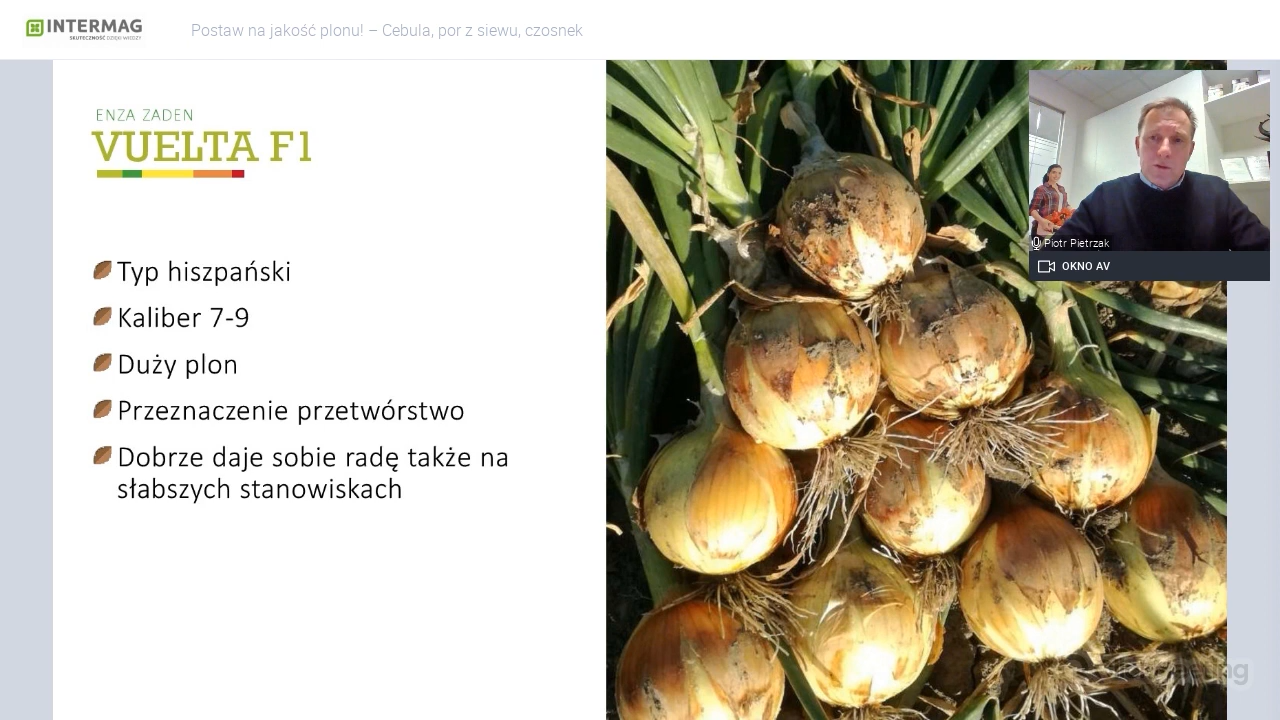 INTERMAG
SKUTECZNOŚĆ DZIĘKI WIEDZY
Postaw na jakość plonu! – Cebula, por z siewu, czosnek
ENZA ZADEN
VUELTA F1
Typ hiszpański
Kaliber 7-9
Duży plon
Przeznaczenie przetwórstwo
Dobrze daje sobie radę także na
słabszych stanowiskach
Piotr Pietrzak
OKNO AV